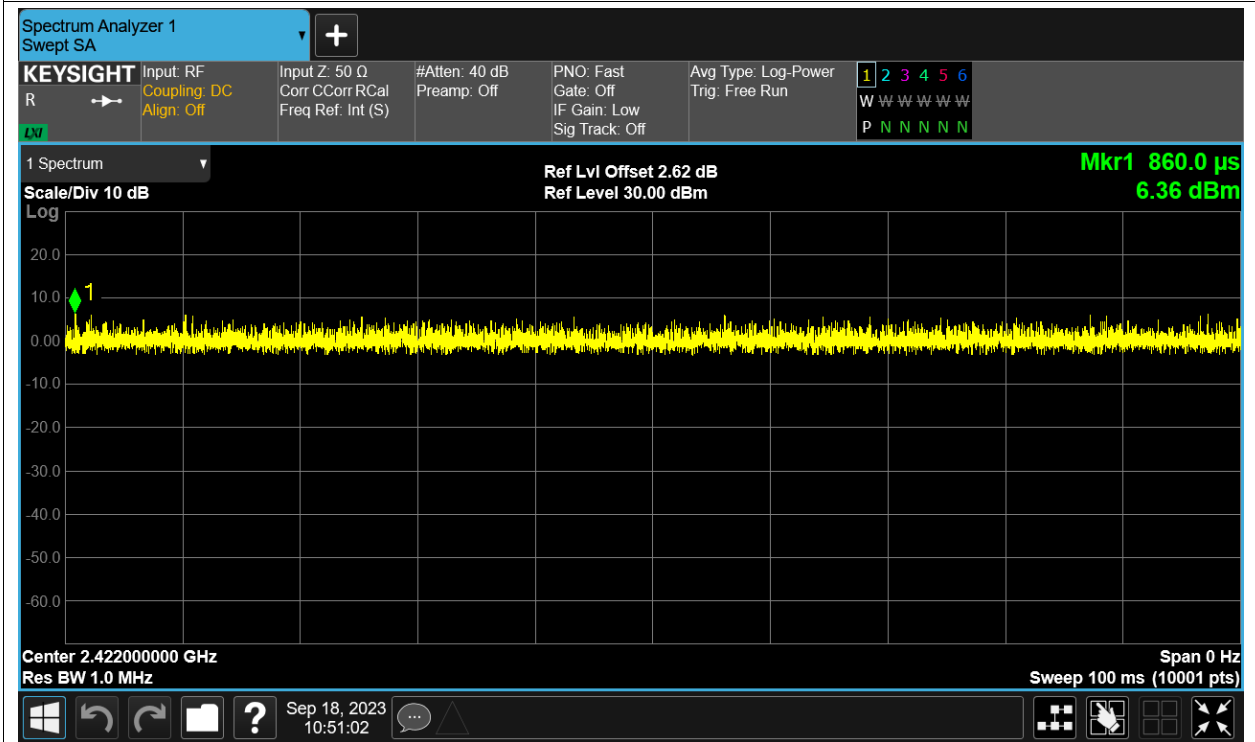 Spectrum Analyzer 1
Swept SA
▼
+
KEYSIGHT
R
LXI
Input: RF
Coupling: DC
Align: Off
Input Z: 50 Ω
Corr CCorr RCal
Freq Ref: Int (S)
#Atten: 40 dB
Preamp: Off
PNO: Fast
Gate: Off
IF Gain: Low
Sig Track: Off
Avg Type: Log-Power
Trig: Free Run
1 2 3 4 5 6
W W W W W W
P N N N N N
1 Spectrum ▼
Scale/Div 10 dB
Log
Ref Lvl Offset 2.62 dB
Ref Level 30.00 dBm
Mkr1 860.0 µs
6.36 dBm
20.0
10.0
1
0.00
-10.0
-20.0
-30.0
-40.0
-50.0
-60.0
Center 2.422000000 GHz
Res BW 1.0 MHz
Span 0 Hz
Sweep 100 ms (10001 pts)
?
Sep 18, 2023
10:51:02